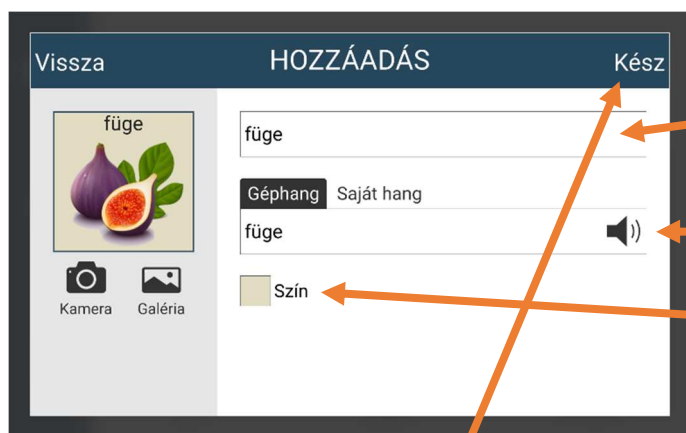 Vissza HOZZÁADÁS Kész
füge
füge
Géphang Saját hang
füge
Kamera Galéria
Szín